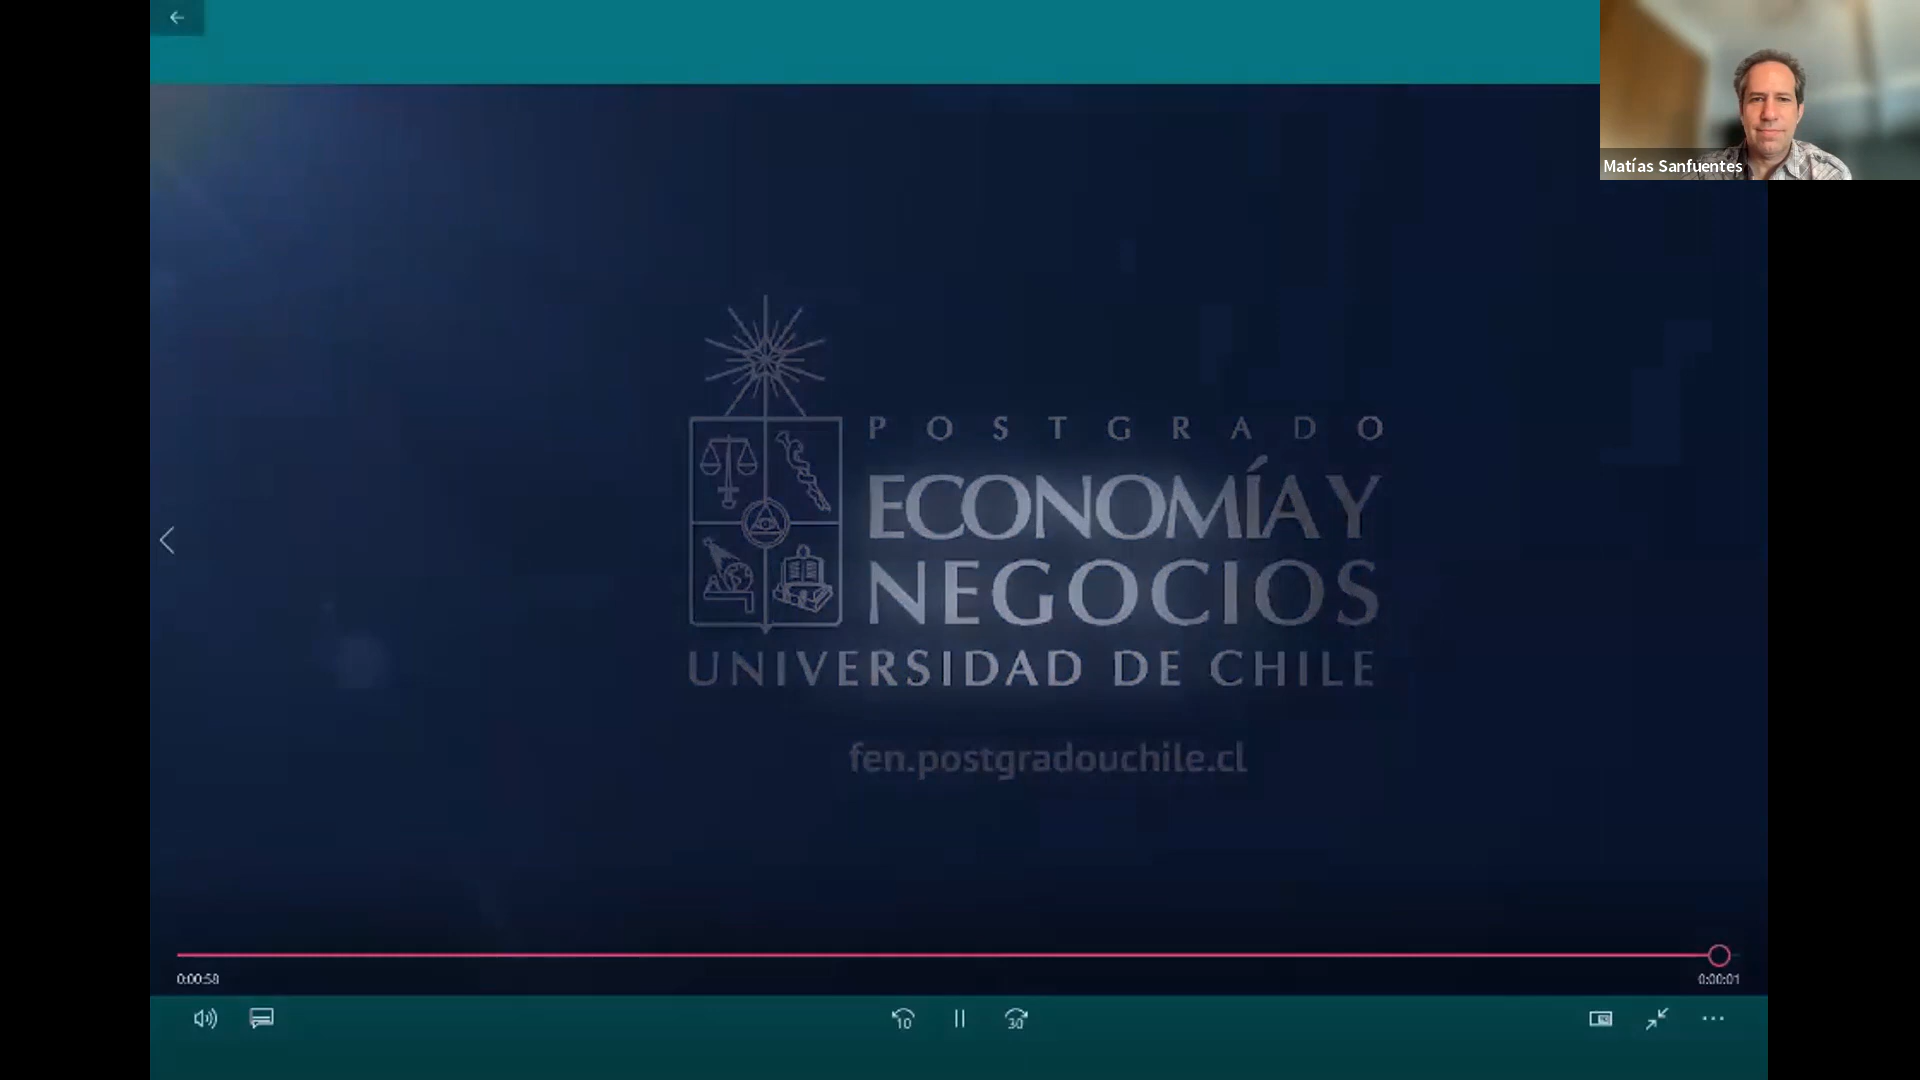 Matías Sanfuentes
POSTGRADO
ECONOMÍA Y
NEGOCIOS
UNIVERSIDAD DE CHILE
fen.postgradouchile.cl
0:00:58
0:00:01
10
30